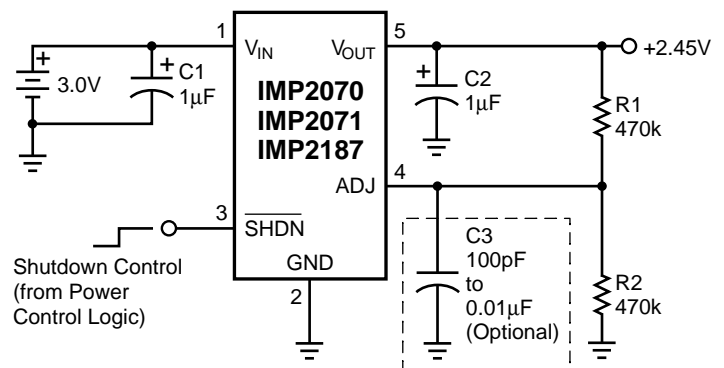 1
5
+
+
3.0V
C1
1µF
VIN
VOUT
+2.45V
IMP2070
IMP2071
IMP2187
+
C2
1µF
R1
470k
4
ADJ
3
SHDN
GND
2
Shutdown Control
(from Power
Control Logic)
C3
100pF
to
0.01µF
(Optional)
R2
470k